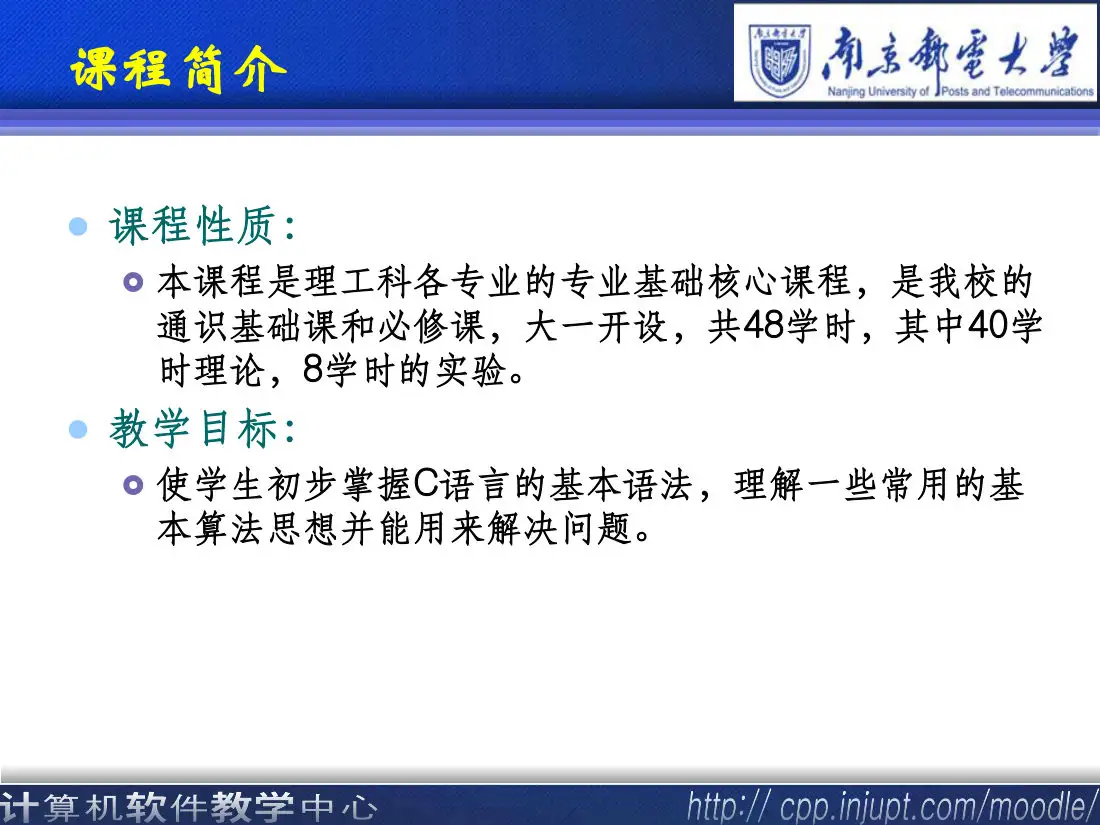 课程简介
南京邮电大学
Nanjing University of Posts and Telecommunications
课程性质：
本课程是理工科各专业的专业基础核心课程，是我校的
通识基础课和必修课，大一开设，共48学时，其中40学
时理论，8学时的实验。
教学目标：
使学生初步掌握C语言的基本语法，理解一些常用的基
本算法思想并能用来解决问题。
计算机软件教学中心
http:// cpp.injupt.com/moodle/